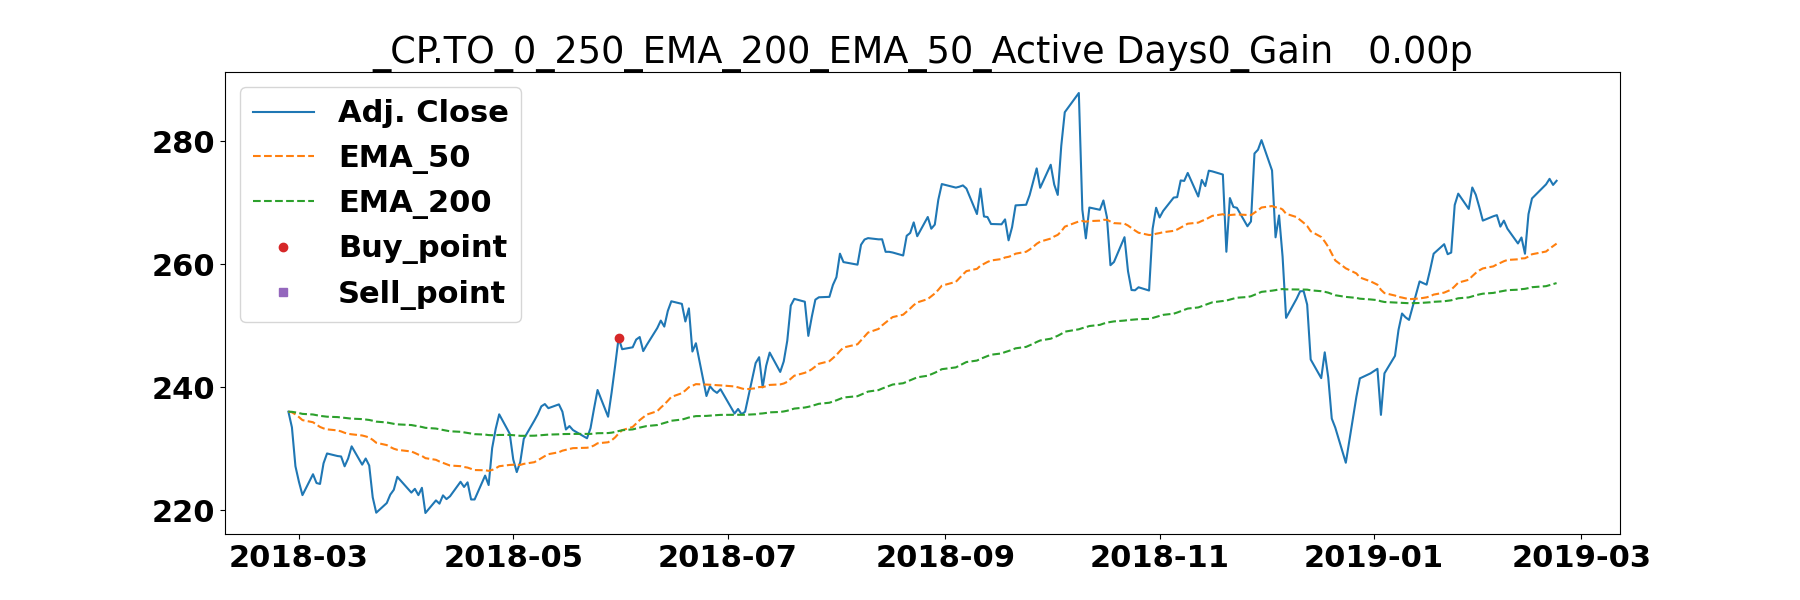 _CP.TO_0_250_EMA_200_EMA_50_Active Days0_Gain   0.00p
Adj. Close
EMA_50
EMA_200
Buy_point
Sell_point
280
260
240
220
2018-03 2018-05 2018-07 2018-09 2018-11 2019-01 2019-03